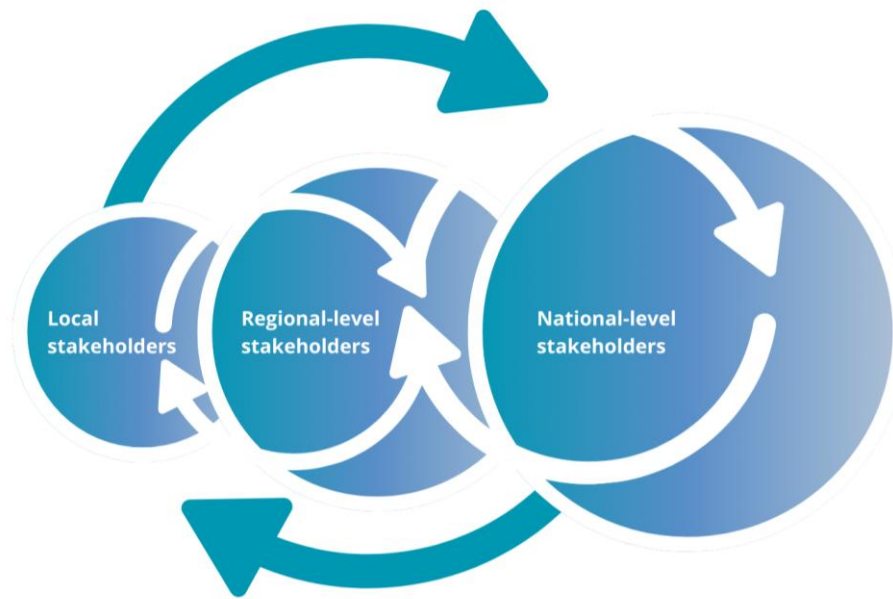 Local
stakeholders
Regional-level
stakeholders
National-level
stakeholders